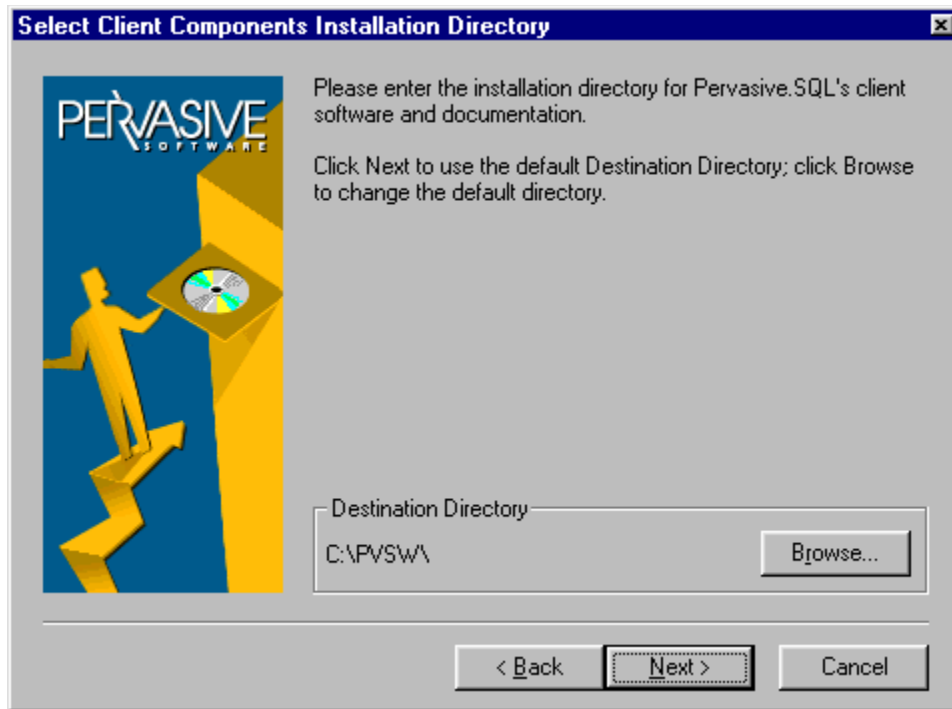 Select Client Components Installation Directory
PERVASIVE
SOFTWARE
Please enter the installation directory for Pervasive.SQL's client
software and documentation.
Click Next to use the default Destination Directory; click Browse
to change the default directory.
Destination Directory
C:\PVSW\
Browse...
< Back
Next >
Cancel